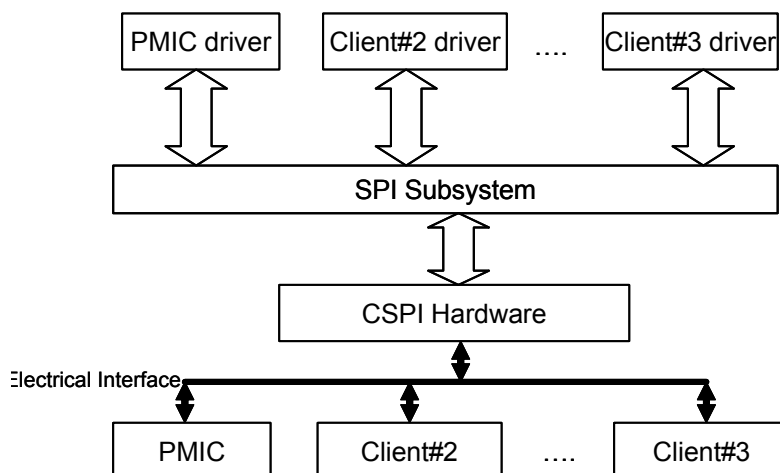 PMIC driver
Client#2 driver
....
Client#3 driver
SPI Subsystem
CSPI Hardware
Electrical Interface
PMIC
Client#2
....
Client#3